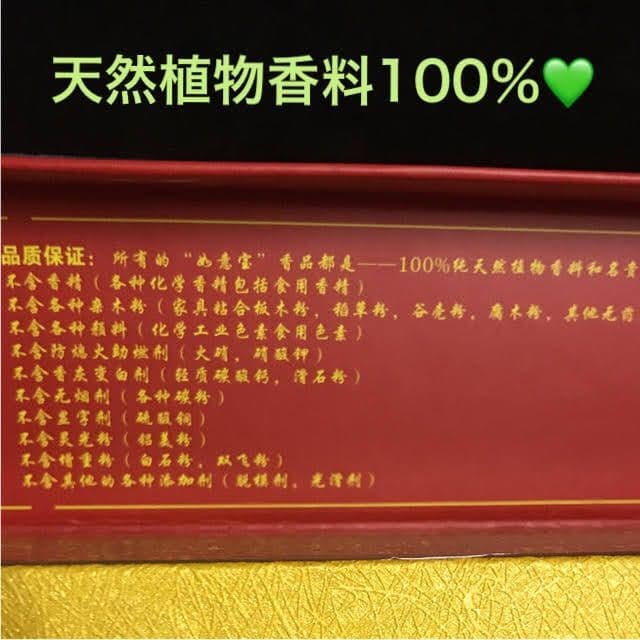 天然植物香料100%💚
品质保证：所有的“如意宝”香品都是——100%纯天然植物香料和名贵
不含香精（各种化学香精包括食用香精）
不含各种杂木粉（家具粘合板木粉，稻草粉，谷壳粉，腐木粉，其他无药
不含各种颜料（化学工业色素食用色素）
不含防熄火助燃剂（火硝，硝酸钾）
不含香灰变白剂（轻质碳酸钙，滑石粉）
不含无烟剂（各种碳粉）
不含显字剂（硫酸铜）
不含灵光粉（铝美粉）
不含增重粉（白石粉，双飞粉）
不含其他的各种添加剂（脱模剂，光滑剂）